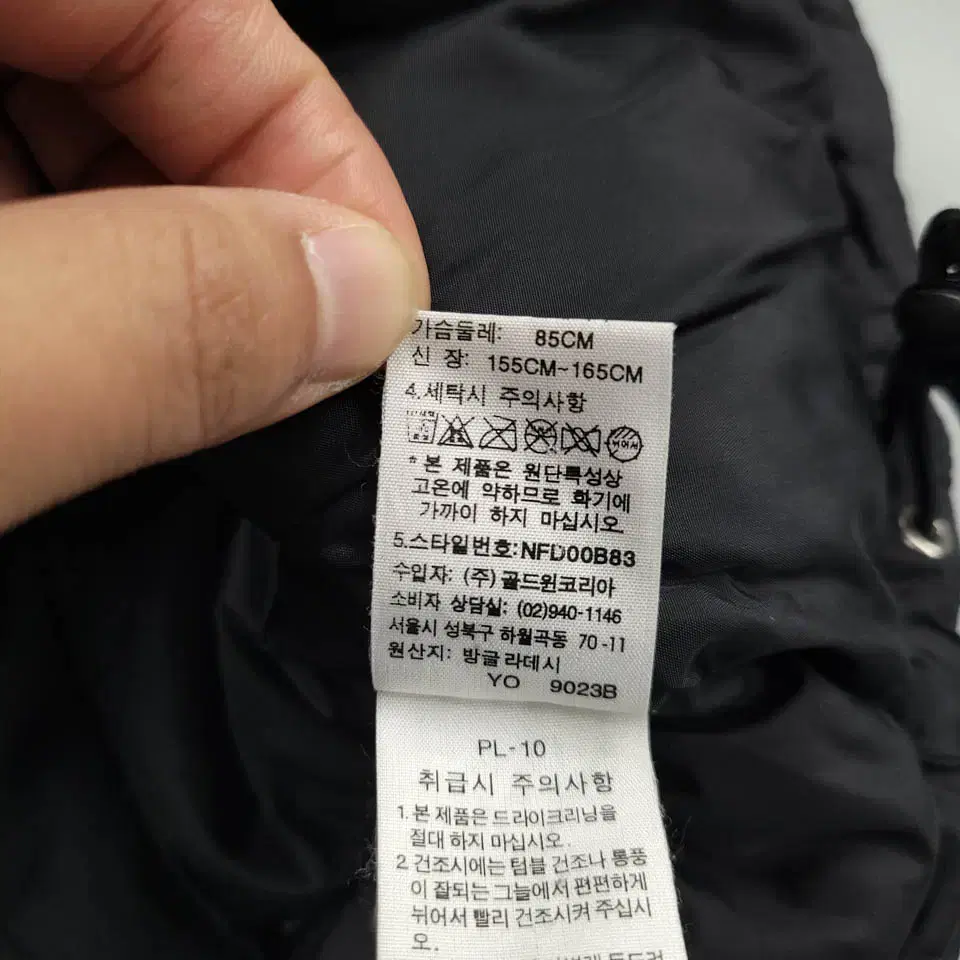 가슴둘레: 85CM
신 장: 155CM~165CM
4.세탁시 주의사항
뉘어서
* 본 제품은 원단특성상
고온에 약하므로 화기에
가까이 하지 마십시오.
5.스타일번호:NFD00B83
수입자: (주) 골드윈코리아
소비자 상담실: (02)940-1146
서울시 성북구 하월곡동 70-11
원산지: 방글라데시
YO 9023B
PL-10
취급시 주의사항
1.본 제품은 드라이크리닝을
절대 하지 마십시오.
2 건조시에는 텀블 건조나 통풍
이 잘되는 그늘에서 편편하게
뉘어서 빨리 건조시켜 주십시
오.